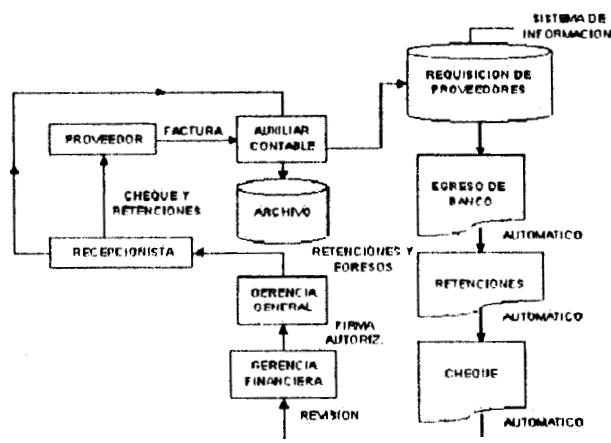 SISTEMA DE
INFORMACION
REQUISICION DE
PROVEEDORES
PROVEEDOR
FACTURA
AUXILIAR
CONTABLE
CHEQUE Y
RETENCIONES
ARCHIVO
EGRESO DE
BANCO
AUTOMATICO
RECEPCIONISTA
RETENCIONES Y
EGRESOS
GERENCIA
GENERAL
RETENCIONES
FIRMA
AUTORIZ.
AUTOMATICO
GERENCIA
FINANCIERA
CHEQUE
REVISION
AUTOMATICO